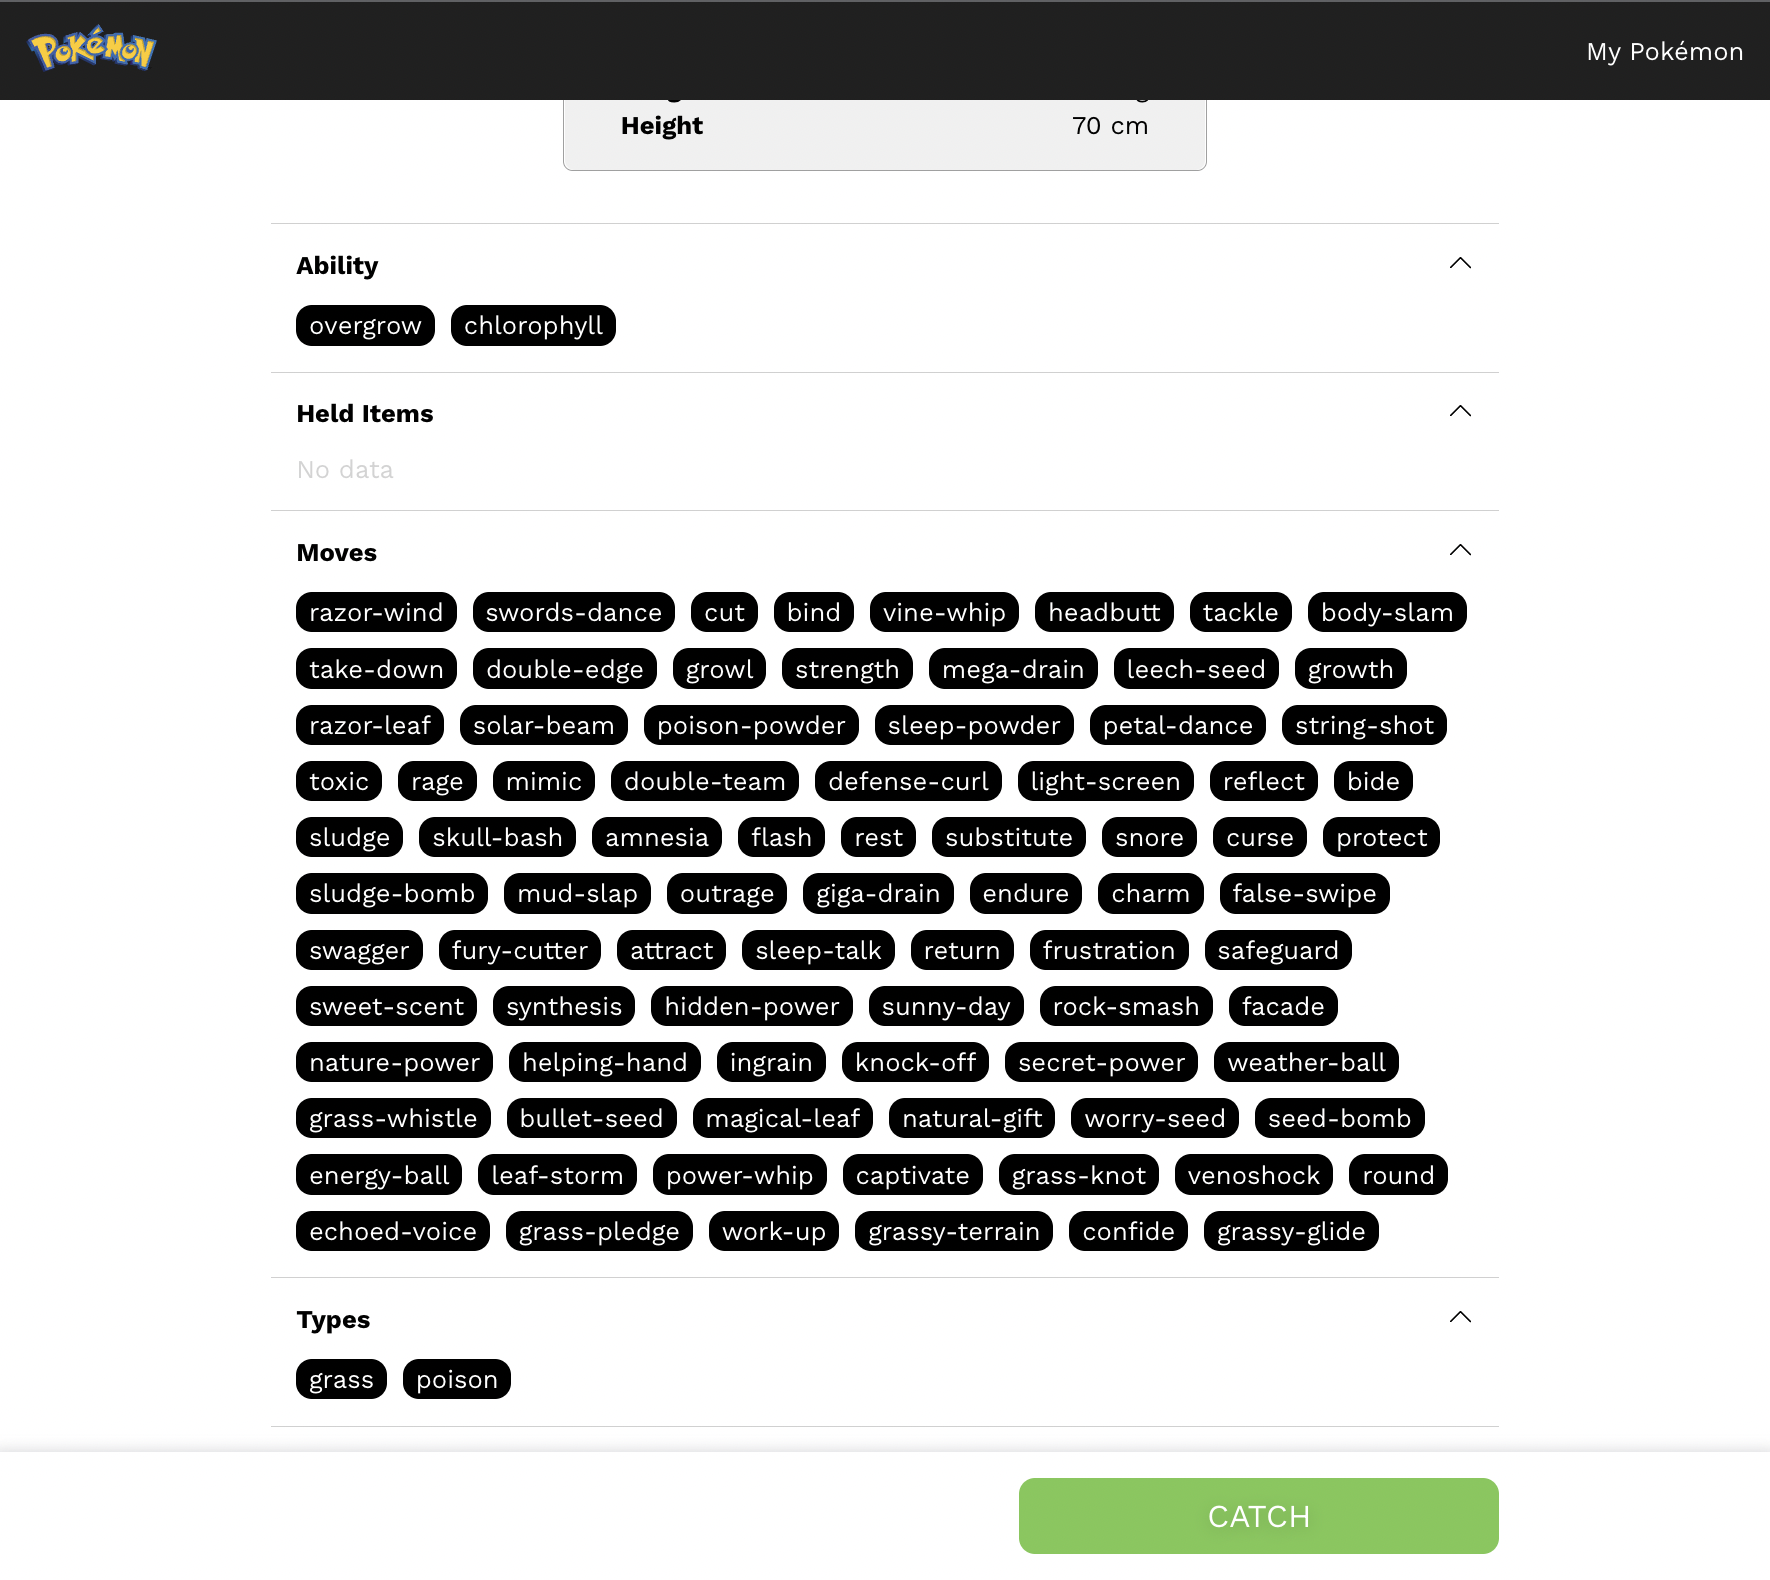 Pokémon My Pokémon
Height 70 cm
Ability
overgrow chlorophyll
Held Items
No data
Moves
razor-wind swords-dance cut bind vine-whip headbutt tackle body-slam
take-down double-edge growl strength mega-drain leech-seed growth
razor-leaf solar-beam poison-powder sleep-powder petal-dance string-shot
toxic rage mimic double-team defense-curl light-screen reflect bide
sludge skull-bash amnesia flash rest substitute snore curse protect
sludge-bomb mud-slap outrage giga-drain endure charm false-swipe
swagger fury-cutter attract sleep-talk return frustration safeguard
sweet-scent synthesis hidden-power sunny-day rock-smash facade
nature-power helping-hand ingrain knock-off secret-power weather-ball
grass-whistle bullet-seed magical-leaf natural-gift worry-seed seed-bomb
energy-ball leaf-storm power-whip captivate grass-knot venoshock round
echoed-voice grass-pledge work-up grassy-terrain confide grassy-glide
Types
grass poison
CATCH